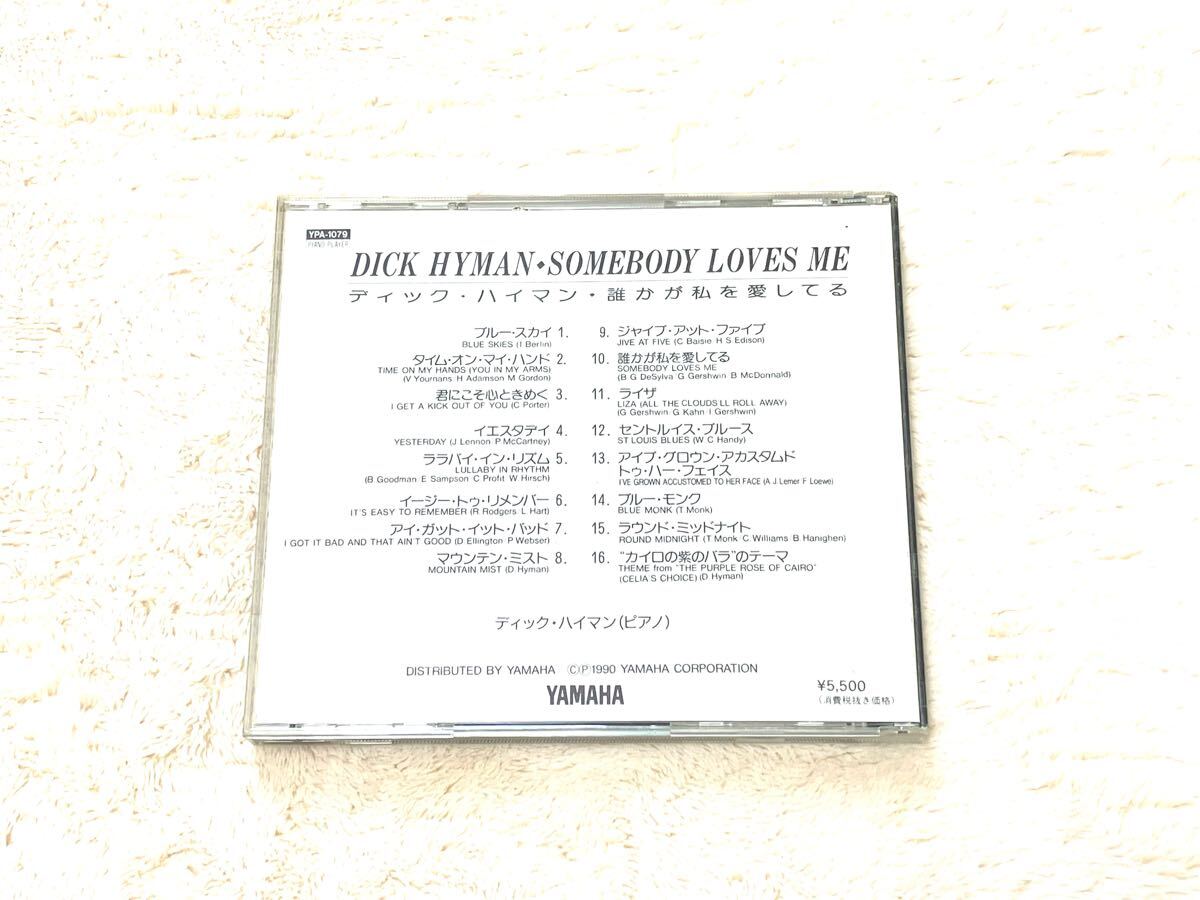 YPA-1079
(PIANO PLAYER)
DICK HYMAN◆SOMEBODY LOVES ME
ディック・ハイマン・誰かが私を愛してる
ブルー・スカイ 1.
BLUE SKIES (I Berlin)
タイム・オン・マイ・ハンド 2.
TIME ON MY HANDS (YOU IN MY ARMS)
(V Youmans H Adamson M Gordon)
君にこそ心ときめく 3.
I GET A KICK OUT OF YOU (C Porter)
イエスタデイ 4.
YESTERDAY (J Lennon P McCartney)
ララバイ・イン・リズム 5.
LULLABY IN RHYTHM
(B. Goodman E Sampson C Profit W Hirsch)
イージー・トゥ・リメンバー 6.
IT'S EASY TO REMEMBER (R Rodgers L Hart)
アイ・ガット・イット・バッド 7.
I GOT IT BAD AND THAT AIN'T GOOD (D Ellington P Webser)
マウンテン・ミスト 8.
MOUNTAIN MIST (D Hyman)
9. ジャイブ・アット・ファイブ
JIVE AT FIVE (C Baisie H S Edison)
10. 誰かが私を愛してる
SOMEBODY LOVES ME
(B G DeSylva G Gershwin B McDonnald)
11. ライザ
LIZA (ALL THE CLOUDS'LL ROLL AWAY)
(G Gershwin G Kahn I Gershwin)
12. セントルイス・ブルース
ST LOUIS BLUES (W C Handy)
13. アイブ・グロウン・アカスタムド
トゥ・ハー・フェイス
I'VE GROWN ACCUSTOMED TO HER FACE (A J Lerner F Loewe)
14. ブルー・モンク
BLUE MONK (T Monk)
15. ラウンド・ミッドナイト
ROUND MIDNIGHT (T Monk C Williams B Hanighen)
16. “カイロの紫のバラ”のテーマ
THEME from "THE PURPLE ROSE OF CAIRO"
(CELIA S CHOICE) (D. Hyman)
ディック・ハイマン(ピアノ)
DISTRIBUTED BY YAMAHA ⒸⓅ1990 YAMAHA CORPORATION
YAMAHA
¥5,500
(消費税抜き価格)